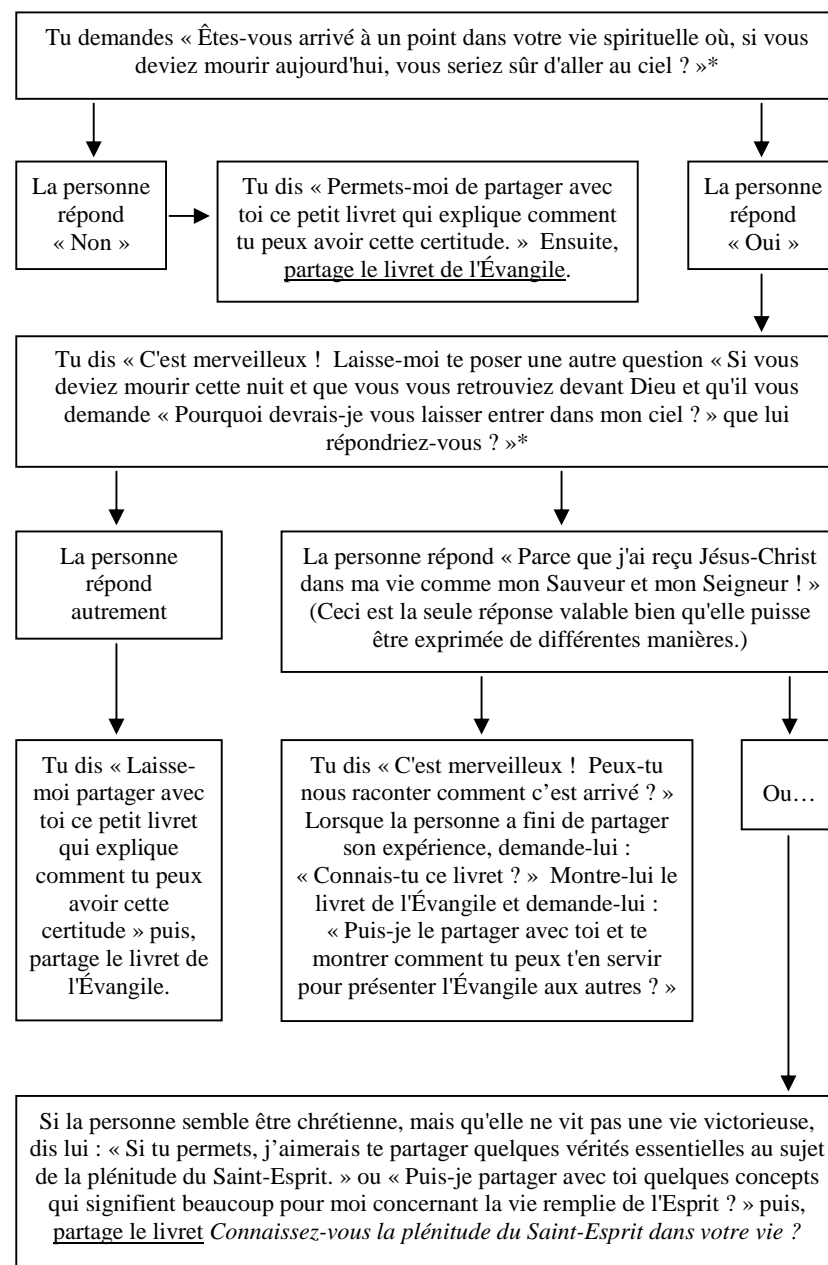 Tu demandes « Êtes-vous arrivé à un point dans votre vie spirituelle où, si vous
deviez mourir aujourd'hui, vous seriez sûr d'aller au ciel ? »*
La personne
répond
« Non »
Tu dis « Permets-moi de partager avec
toi ce petit livret qui explique comment
tu peux avoir cette certitude. » Ensuite,
partage le livret de l'Évangile.
La personne
répond
« Oui »
Tu dis « C'est merveilleux ! Laisse-moi te poser une autre question « Si vous
deviez mourir cette nuit et que vous vous retrouviez devant Dieu et qu'il vous
demande « Pourquoi devrais-je vous laisser entrer dans mon ciel ? » que lui
répondriez-vous ? »*
La personne
répond
autrement
La personne répond « Parce que j'ai reçu Jésus-Christ
dans ma vie comme mon Sauveur et mon Seigneur ! »
(Ceci est la seule réponse valable bien qu'elle puisse
être exprimée de différentes manières.)
Tu dis « Laisse-
moi partager avec
toi ce petit livret
qui explique
comment tu peux
avoir cette
certitude » puis,
partage le livret de
l'Évangile.
Tu dis « C'est merveilleux ! Peux-tu
nous raconter comment c’est arrivé ? »
Lorsque la personne a fini de partager
son expérience, demande-lui :
« Connais-tu ce livret ? » Montre-lui le
livret de l'Évangile et demande-lui :
« Puis-je le partager avec toi et te
montrer comment tu peux t'en servir
pour présenter l'Évangile aux autres ? »
Ou…
Si la personne semble être chrétienne, mais qu'elle ne vit pas une vie victorieuse,
dis lui : « Si tu permets, j’aimerais te partager quelques vérités essentielles au sujet
de la plénitude du Saint-Esprit. » ou « Puis-je partager avec toi quelques concepts
qui signifient beaucoup pour moi concernant la vie remplie de l'Esprit ? » puis,
partage le livret Connaissez-vous la plénitude du Saint-Esprit dans votre vie ?